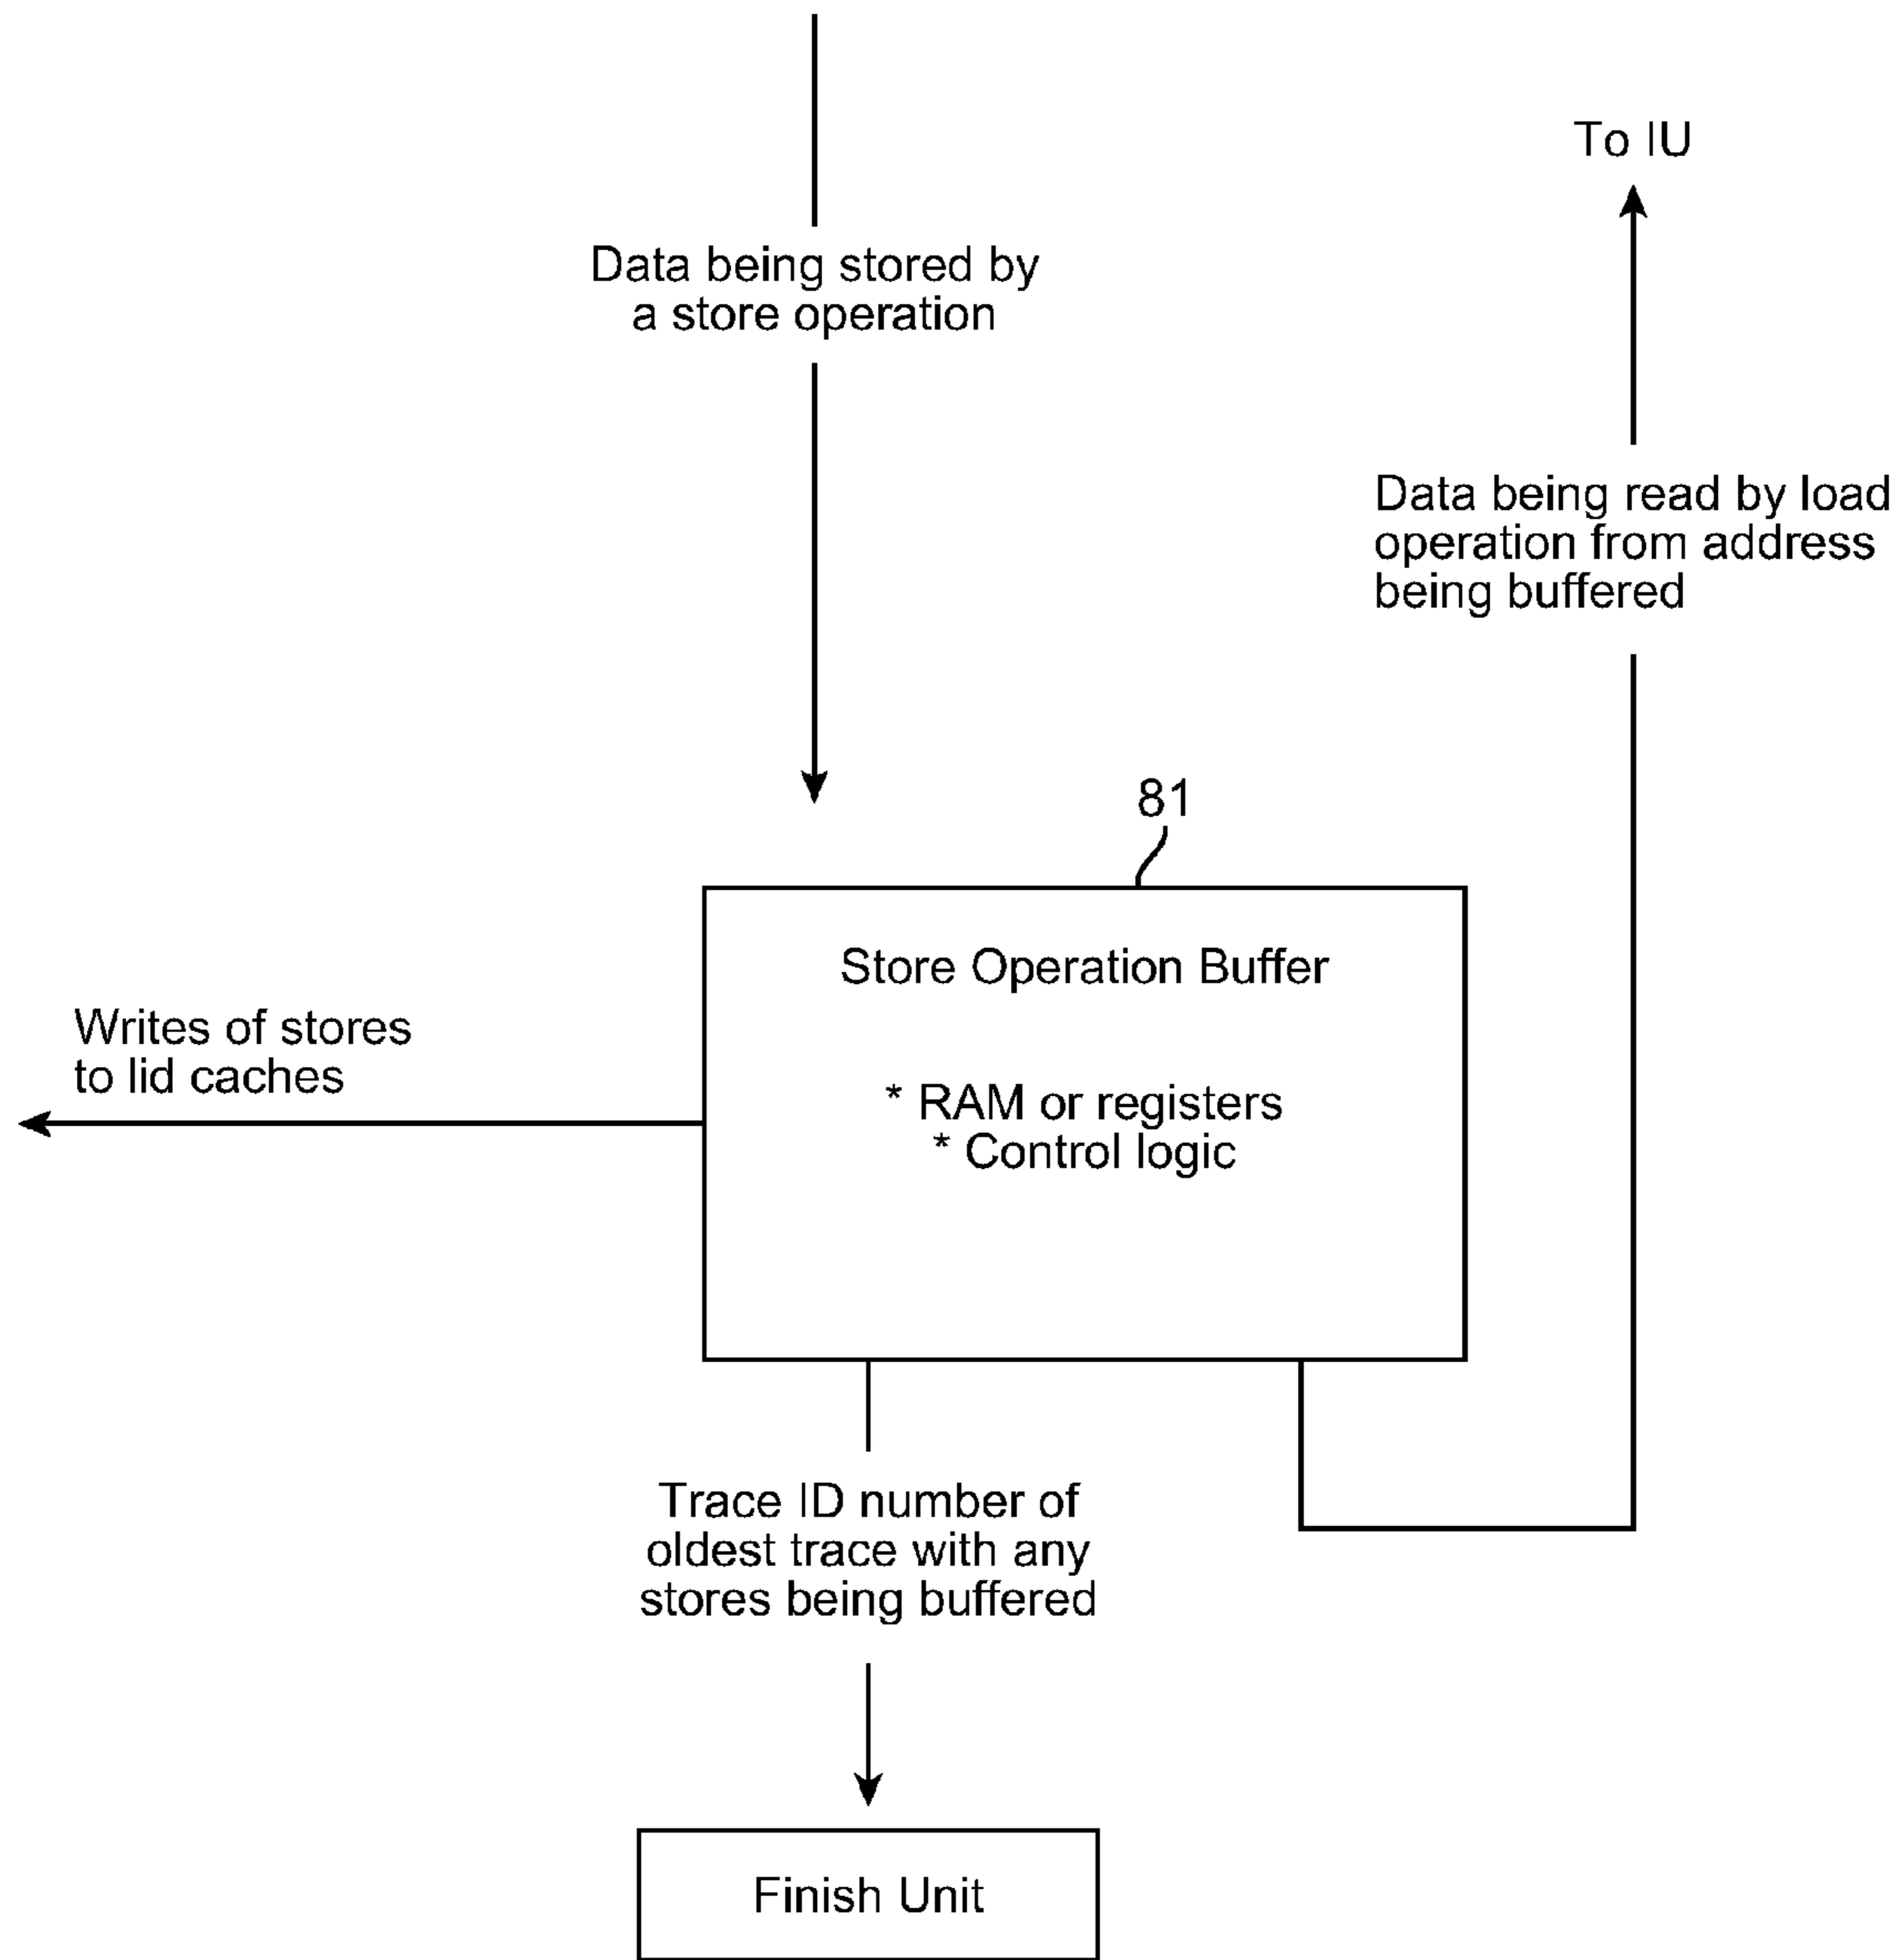 To IU
Data being stored by
a store operation
Data being read by load
operation from address
being buffered
81
Store Operation Buffer
* RAM or registers
* Control logic
Writes of stores
to lid caches
Trace ID number of
oldest trace with any
stores being buffered
Finish Unit